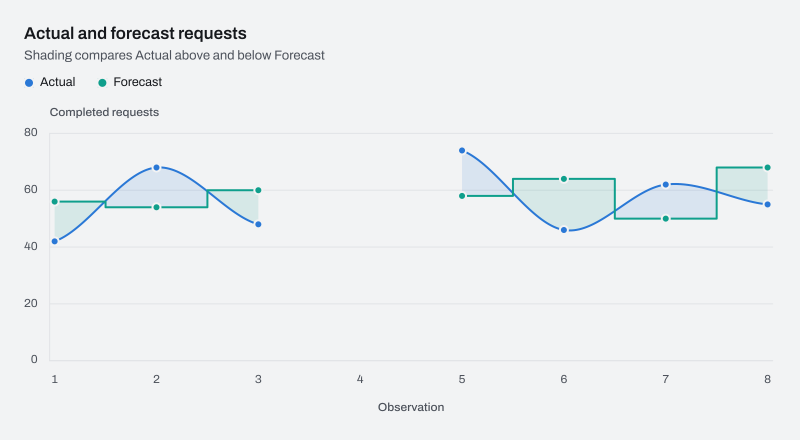 Actual and forecast requests
Shading compares Actual above and below Forecast
Actual Forecast
Completed requests
80
60
40
20
0
1 2 3 4 5 6 7 8
Observation